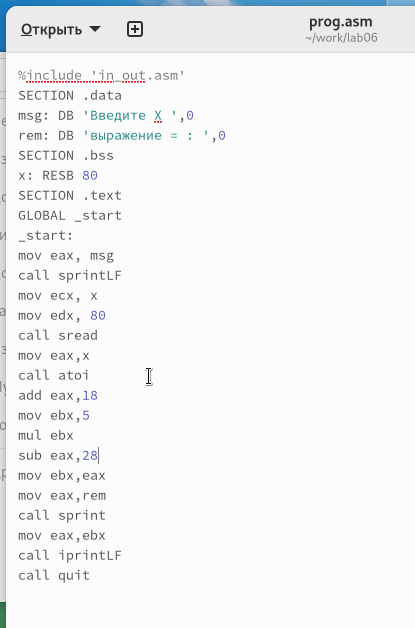 Открыть
prog.asm
~/work/lab06
%include 'in_out.asm'
SECTION .data
msg: DB 'Введите X ',0
rem: DB 'выражение = : ',0
SECTION .bss
x: RESB 80
SECTION .text
GLOBAL _start
_start:
mov eax, msg
call sprintLF
mov ecx, x
mov edx, 80
call sread
mov eax,x
call atoi
add eax,18
mov ebx,5
mul ebx
sub eax,28
mov ebx,eax
mov eax,rem
call sprint
mov eax,ebx
call iprintLF
call quit